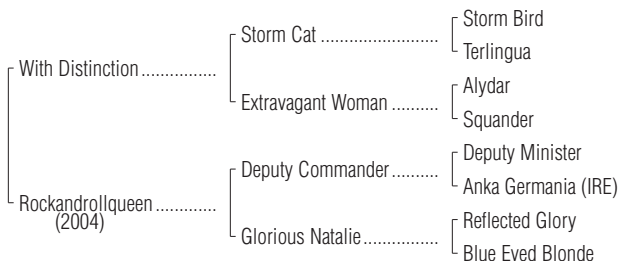 Storm Bird
Storm Cat ........................
Terlingua
With Distinction ...............
Alydar
Extravagant Woman ..........
Squander
Deputy Minister
Deputy Commander ..........
Anka Germania (IRE)
Rockandrollqueen .............
(2004)
Reflected Glory
Glorious Natalie ................
Blue Eyed Blonde